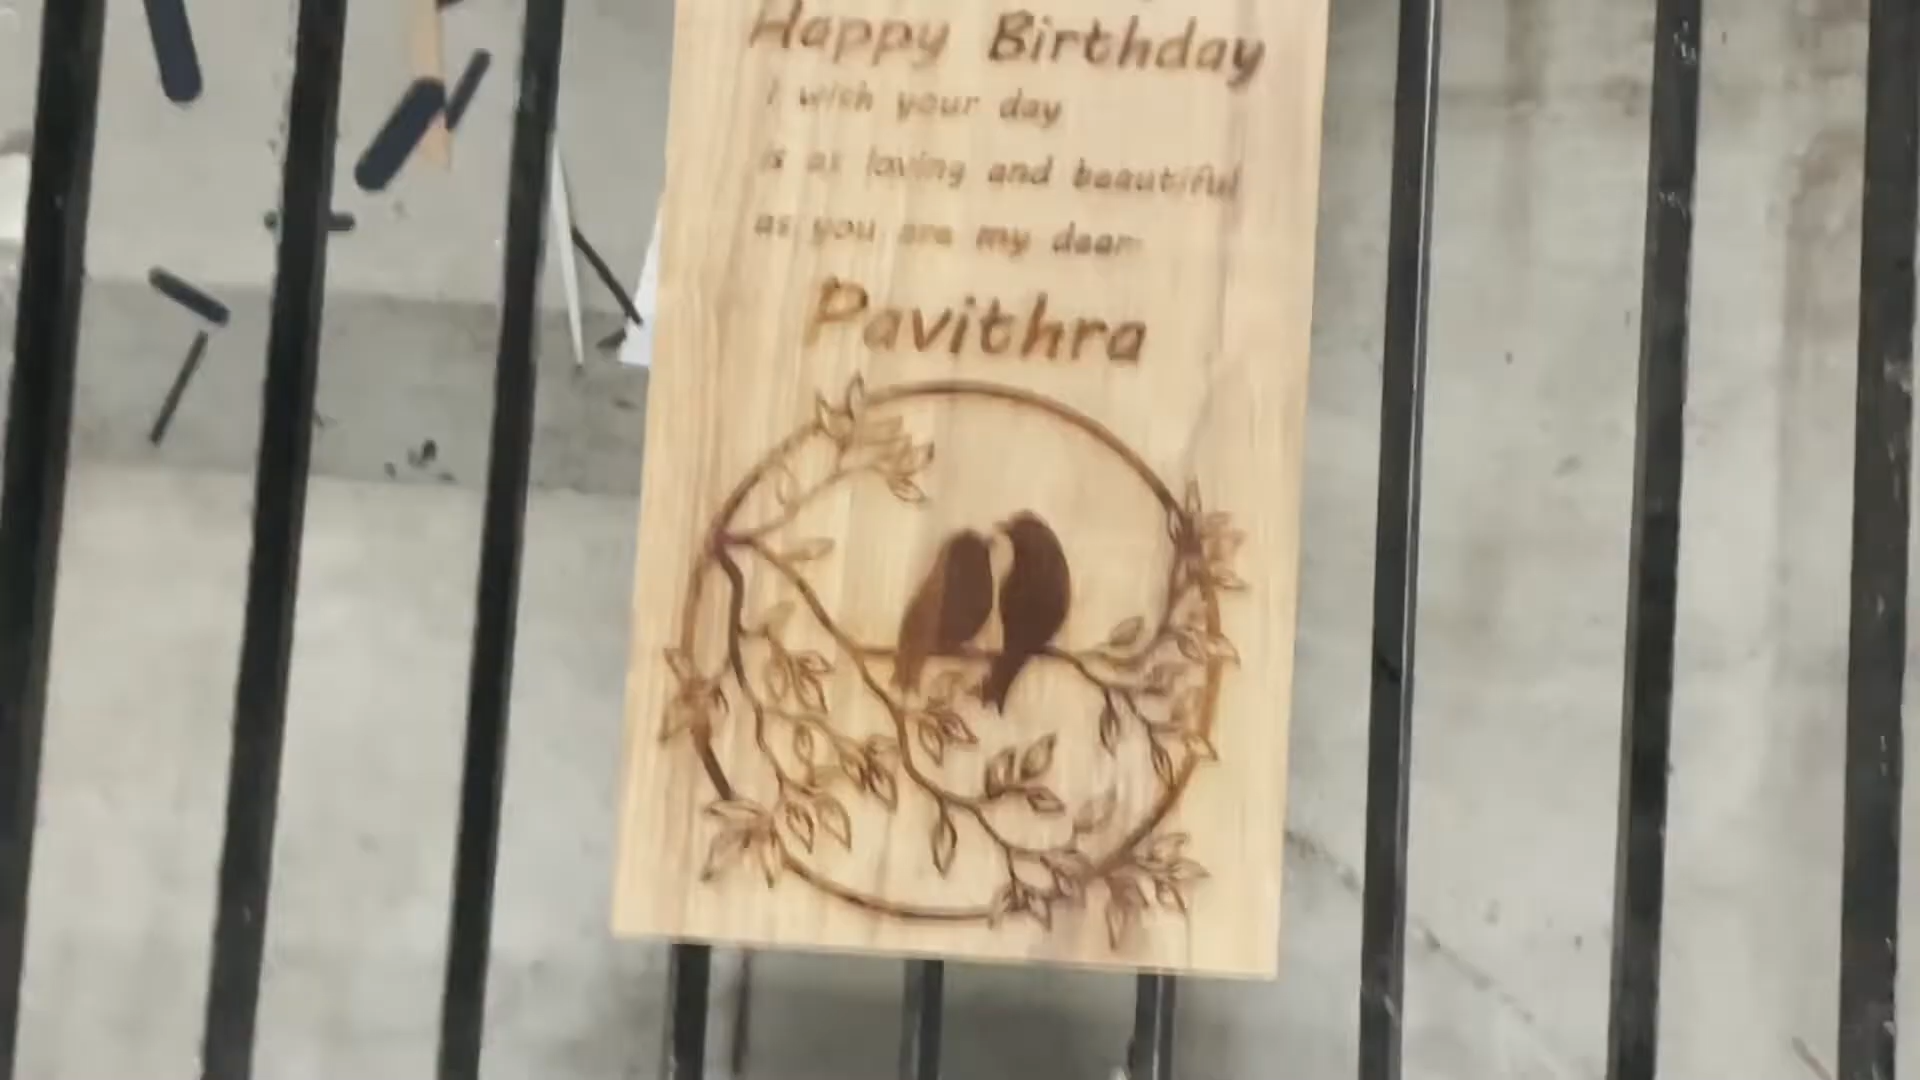 Happy Birthday
I wish your day
is as loving and beautiful
as you are my dear
Pavithra